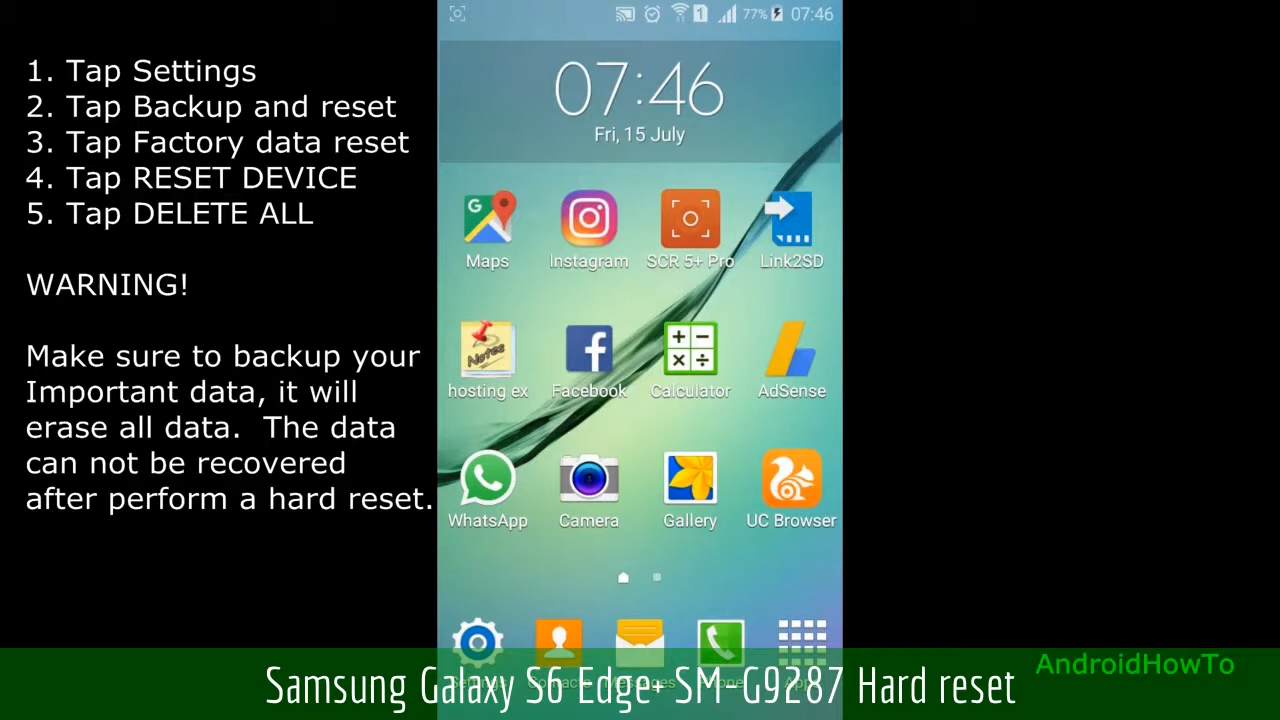 1. Tap Settings
2. Tap Backup and reset
3. Tap Factory data reset
4. Tap RESET DEVICE
5. Tap DELETE ALL
WARNING!
Make sure to backup your
Important data, it will
erase all data. The data
can not be recovered
after perform a hard reset.
1 77% 07:46
07:46
Fri, 15 July
G
Maps Instagram SCR 5+ Pro Link2SD
Notes
hosting ex Facebook Calculator AdSense
WhatsApp Camera Gallery UC Browser
AndroidHowTo
Samsung Galaxy S6 Edge+ SM-G9287 Hard reset